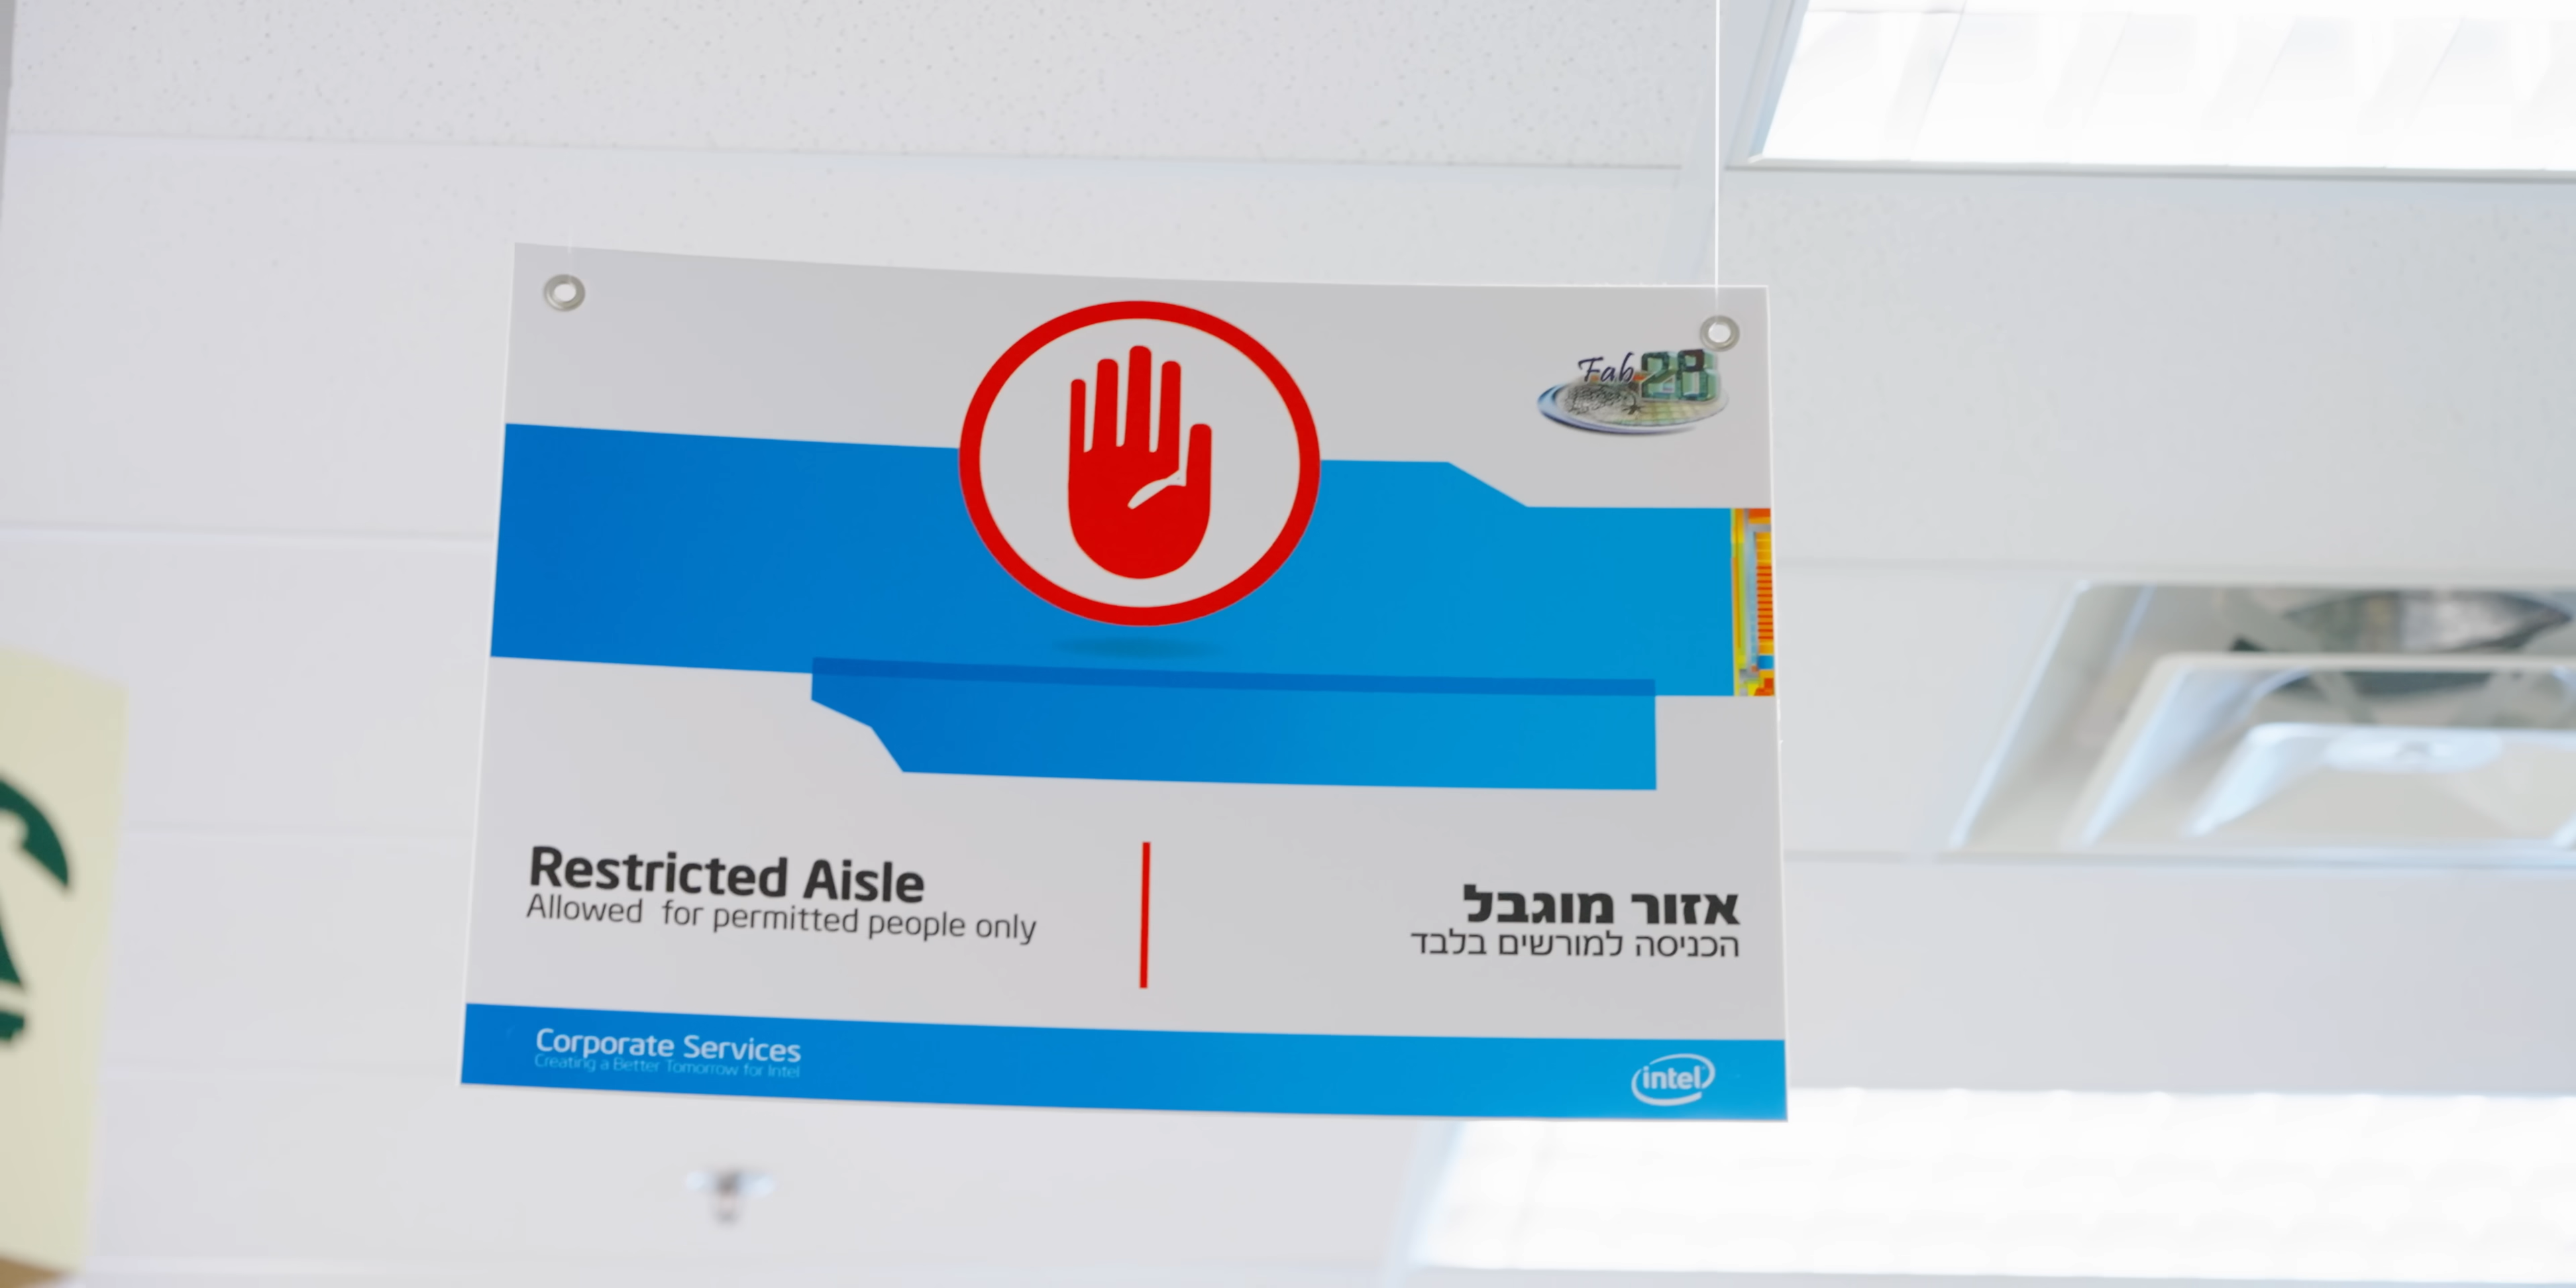 Fab 28
Restricted Aisle
Allowed for permitted people only
אזור מוגבל
הכניסה למורשים בלבד
Corporate Services
Creating a Better Tomorrow for Intel
intel